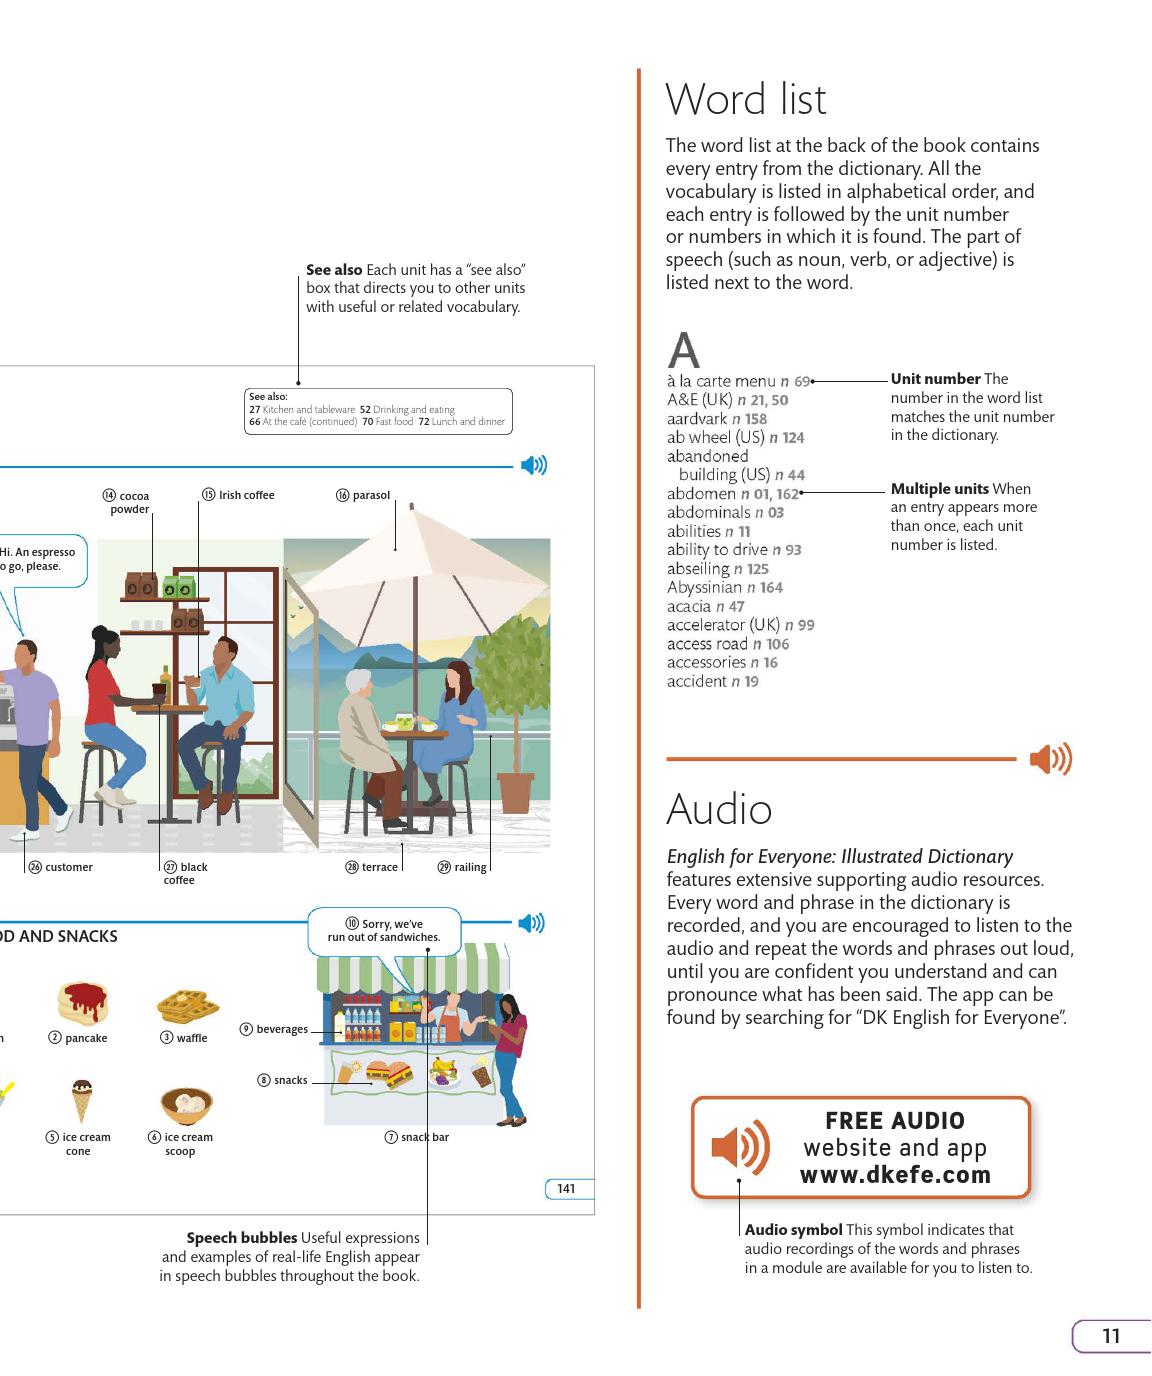 See also Each unit has a “see also”
box that directs you to other units
with useful or related vocabulary.
See also:
27 Kitchen and tableware 52 Drinking and eating
66 At the café (continued) 70 Fast food 72 Lunch and dinner
14 cocoa
powder
15 Irish coffee
16 parasol
Hi. An espresso
o go, please.
26 customer
27 black
coffee
28 terrace
29 railing
OD AND SNACKS
10 Sorry, we’ve
run out of sandwiches.
2 pancake
3 waffle
9 beverages
8 snacks
5 ice cream
cone
6 ice cream
scoop
7 snack bar
141
Speech bubbles Useful expressions
and examples of real-life English appear
in speech bubbles throughout the book.
Word list
The word list at the back of the book contains
every entry from the dictionary. All the
vocabulary is listed in alphabetical order, and
each entry is followed by the unit number
or numbers in which it is found. The part of
speech (such as noun, verb, or adjective) is
listed next to the word.
A
à la carte menu n 69
A&E (UK) n 21, 50
aardvark n 158
ab wheel (US) n 124
abandoned
building (US) n 44
abdomen n 01, 162
abdominals n 03
abilities n 11
ability to drive n 93
abseiling n 125
Abyssinian n 164
acacia n 47
accelerator (UK) n 99
access road n 106
accessories n 16
accident n 19
Unit number The
number in the word list
matches the unit number
in the dictionary.
Multiple units When
an entry appears more
than once, each unit
number is listed.
Audio
English for Everyone: Illustrated Dictionary
features extensive supporting audio resources.
Every word and phrase in the dictionary is
recorded, and you are encouraged to listen to the
audio and repeat the words and phrases out loud,
until you are confident you understand and can
pronounce what has been said. The app can be
found by searching for “DK English for Everyone”.
FREE AUDIO
website and app
www.dkefe.com
Audio symbol This symbol indicates that
audio recordings of the words and phrases
in a module are available for you to listen to.
11